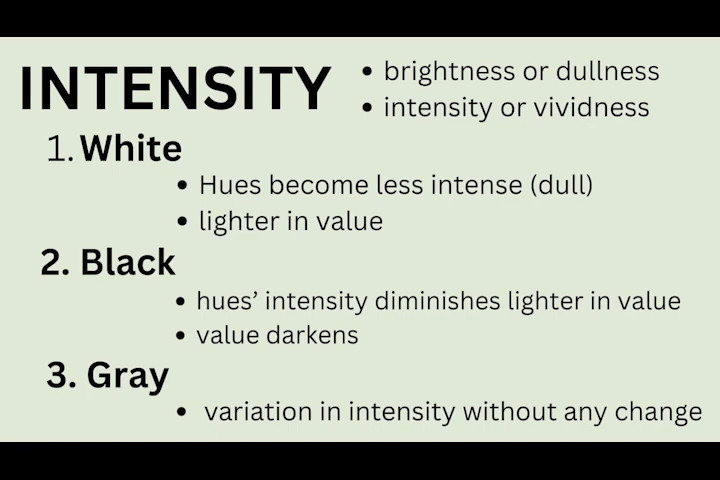 INTENSITY
• brightness or dullness
• intensity or vividness
1. White
• Hues become less intense (dull)
• lighter in value
2. Black
• hues’ intensity diminishes lighter in value
• value darkens
3. Gray
• variation in intensity without any change